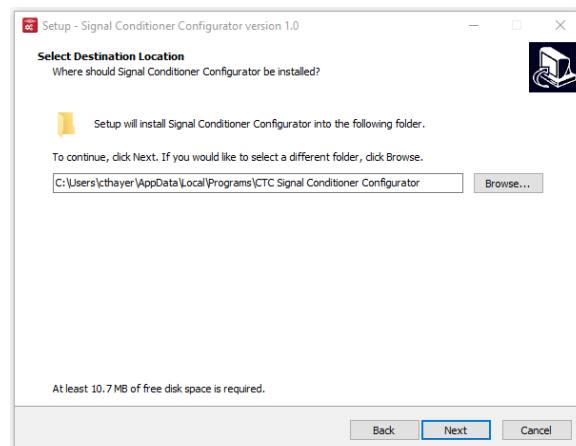 Setup - Signal Conditioner Configurator version 1.0
Select Destination Location
Where should Signal Conditioner Configurator be installed?
Setup will install Signal Conditioner Configurator into the following folder.
To continue, click Next. If you would like to select a different folder, click Browse.
C:\Users\cthayer\AppData\Local\Programs\CTC Signal Conditioner Configurator
Browse...
At least 10.7 MB of free disk space is required.
Back
Next
Cancel